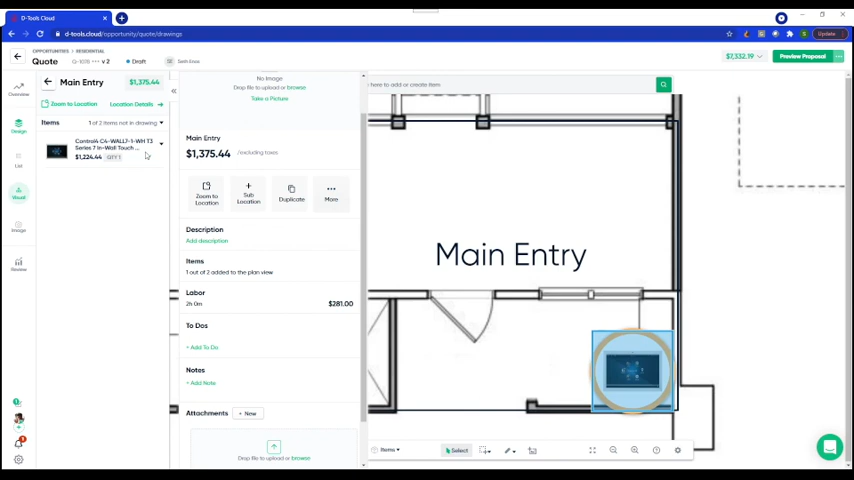 D-Tools Cloud
d-tools.cloud/opportunity/quote/drawings
Update
OPPORTUNITIES RESIDENTIAL
Quote
v 2
Draft
Seth Knox
$7,332.19
Preview Proposal
Main Entry
$1,375.44
Zoom to Location
Location Details
Items
1 of 2 items not in drawing
Control4 C4-WALL7-1-WH T3
Series 7 In-Wall Touch ...
$1,224.44
QTY 1
Overview
Design
List
Visual
Image
Review
No Image
Drop file to upload or browse
Take a Picture
Main Entry
$1,375.44
/excluding taxes
Zoom to Location
Sub Location
Duplicate
More
Description
Add description
Items
1 out of 2 added to the plan view
Labor
2h 0m
$281.00
To Dos
+ Add To Do
Notes
+ Add Note
Attachments
+ New
Drop file to upload or browse
here to add or create item
Main Entry
Items
Select